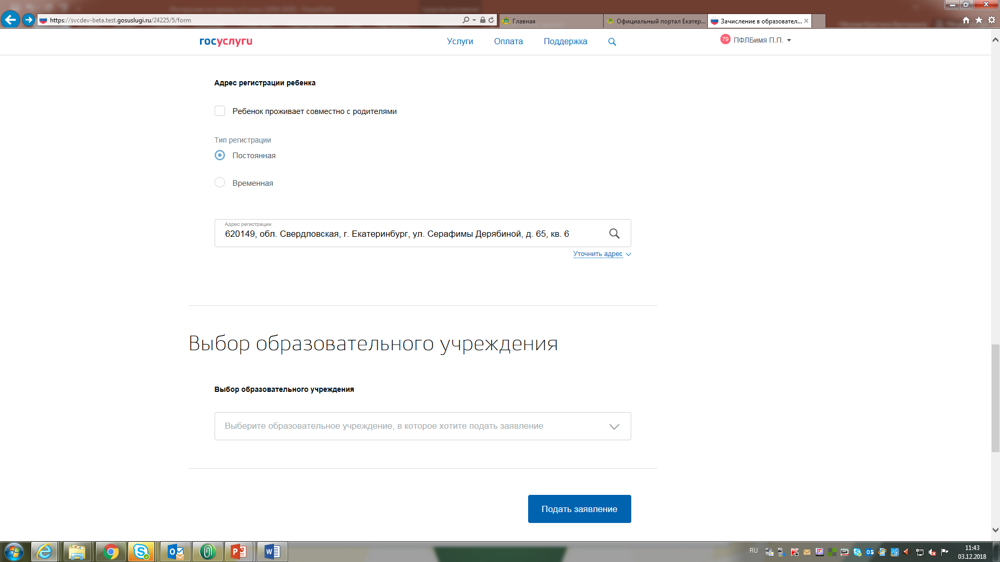 https://svcdev-beta.test.gosuslugi.ru/24225/5/form
Главная
Официальный портал Екатер...
Зачисление в образовател...
госуслуги
Услуги
Оплата
Поддержка
79 ПФЛБимя П.П.
Адрес регистрации ребенка
Ребенок проживает совместно с родителями
Тип регистрации
Постоянная
Временная
Адрес регистрации
620149, обл. Свердловская, г. Екатеринбург, ул. Серафимы Дерябиной, д. 65, кв. 6
Уточнить адрес
Выбор образовательного учреждения
Выбор образовательного учреждения
Выберите образовательное учреждение, в которое хотите подать заявление
Подать заявление
RU
11:43
03.12.2018